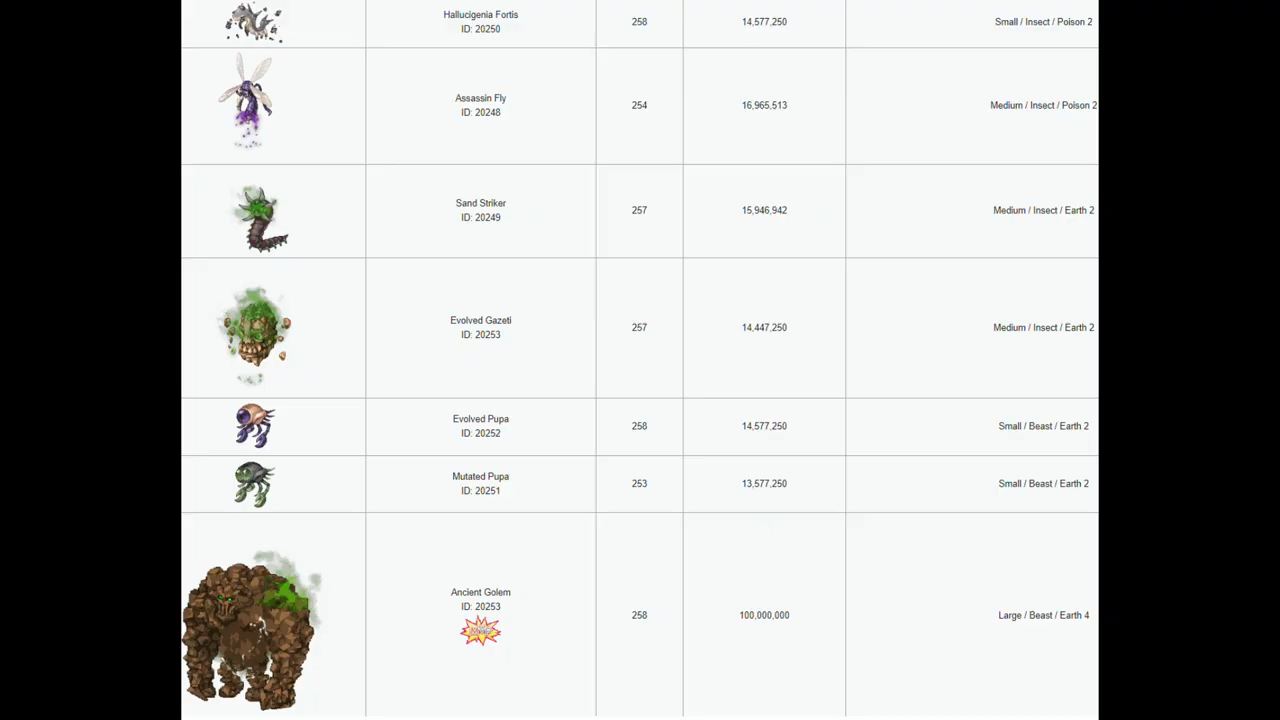 Hallucigenia Fortis
ID: 20250
258
14,577,250
Small / Insect / Poison 2
Assassin Fly
ID: 20248
254
16,965,513
Medium / Insect / Poison 2
Sand Striker
ID: 20249
257
15,946,942
Medium / Insect / Earth 2
Evolved Gazeti
ID: 20253
257
14,447,250
Medium / Insect / Earth 2
Evolved Pupa
ID: 20252
258
14,577,250
Small / Beast / Earth 2
Mutated Pupa
ID: 20251
253
13,577,250
Small / Beast / Earth 2
Ancient Golem
ID: 20253
MVP
258
100,000,000
Large / Beast / Earth 4